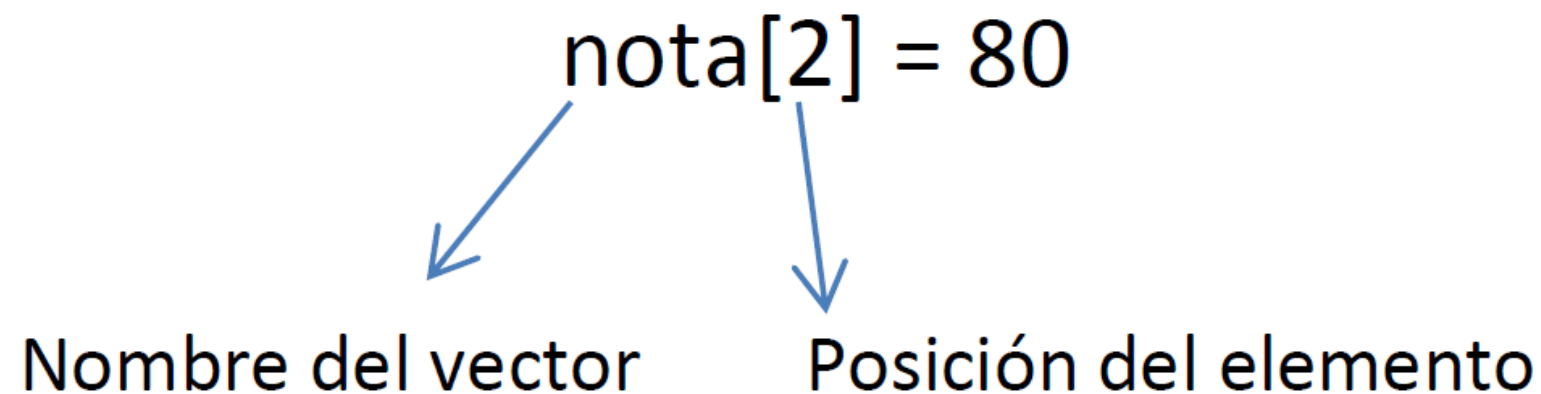 nota[2] = 80
Nombre del vector
Posición del elemento